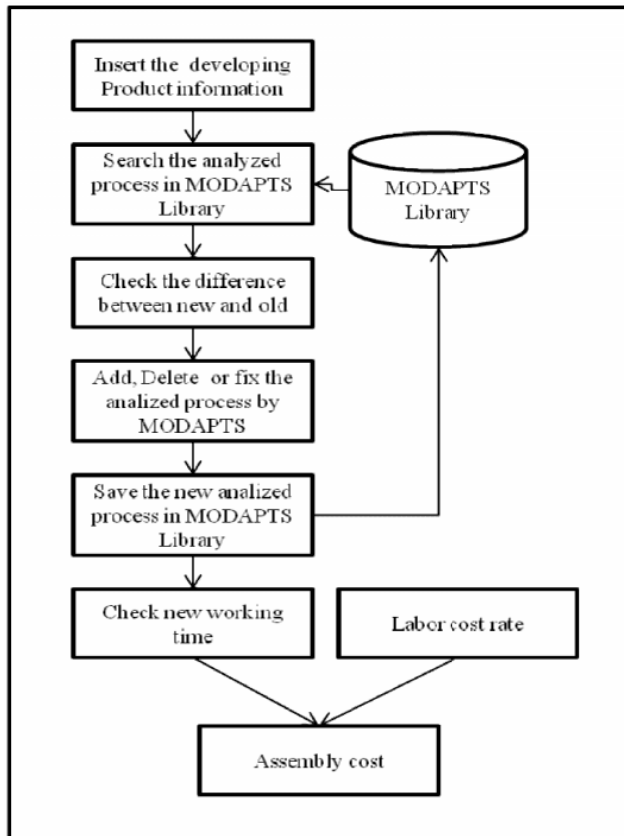 Insert the developing
Product information
Search the analyzed
process in MODAPTS
Library
MODAPTS
Library
Check the difference
between new and old
Add, Delete or fix the
analized process by
MODAPTS
Save the new analized
process in MODAPTS
Library
Check new working
time
Labor cost rate
Assembly cost